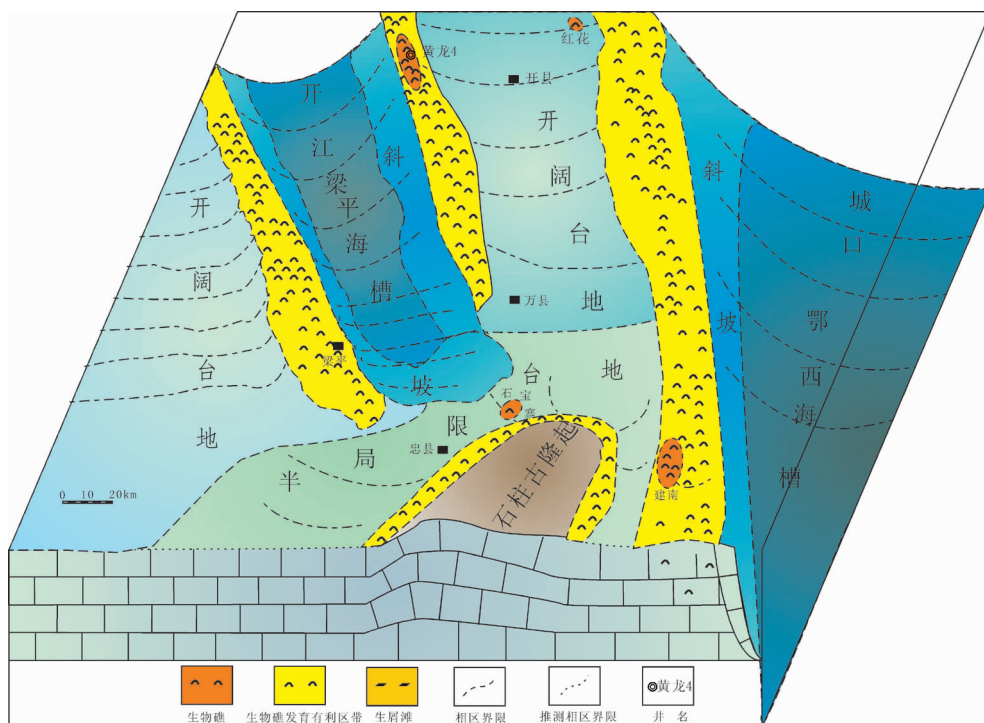 红花
黄龙4
开县
开江梁平海槽
斜坡
开阔台地
开阔台地
斜坡
城口鄂西海槽
万县
梁平
石宝寨
忠县
半局限台地
石柱古隆起
建南
0 10 20km
生物礁
生物礁发育有利区带
生屑滩
相区界限
推测相区界限
黄龙4
井 名